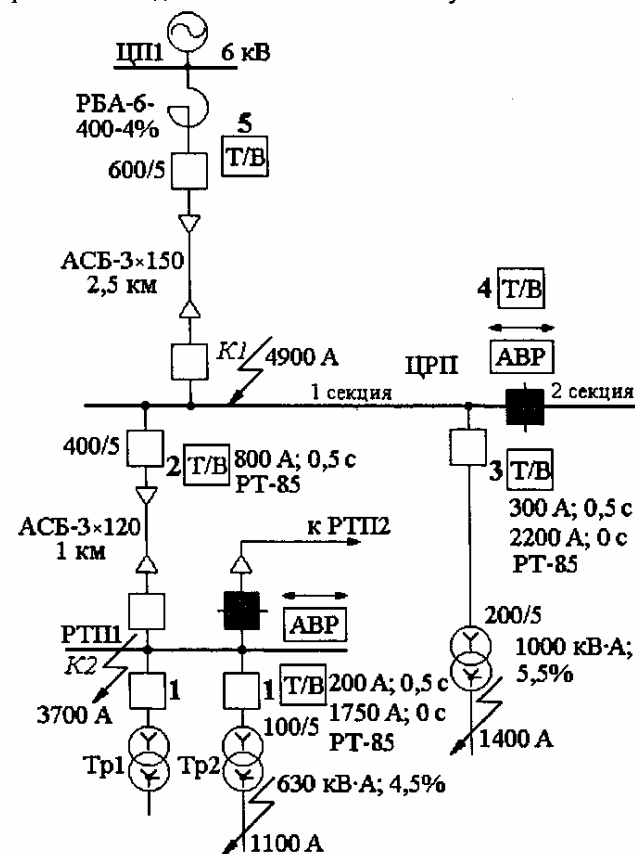 ЦП1 6 кВ
РБА-6-
400-4%
5
Т/В
600/5
АСБ-3×150
2,5 км
4 Т/В
АВР
К1 4900 А
ЦРП
1 секция
2 секция
400/5
2 Т/В 800 А; 0,5 с
РТ-85
3 Т/В
300 А; 0,5 с
2200 А; 0 с
РТ-85
АСБ-3×120
1 км
к РТП2
АВР
РТП1
К2
3700 А
1
1 Т/В 200 А; 0,5 с
1750 А; 0 с
РТ-85
100/5
200/5
1000 кВ·А;
5,5%
1400 А
Тр1
Тр2
630 кВ·А; 4,5%
1100 А